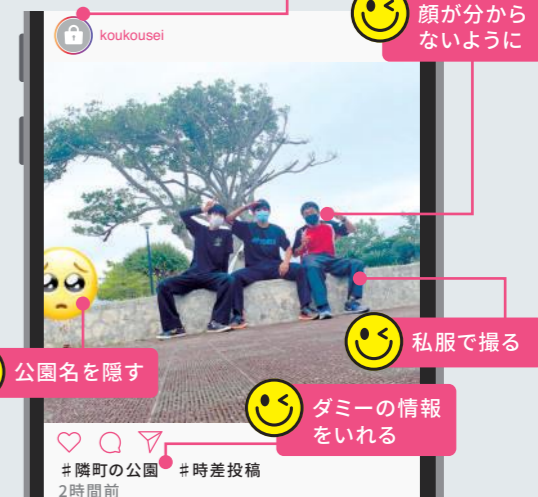 顔が分から
ないように
koukousei
私服で撮る
公園名を隠す
ダミーの情報
をいれる
#隣町の公園 #時差投稿
2時間前